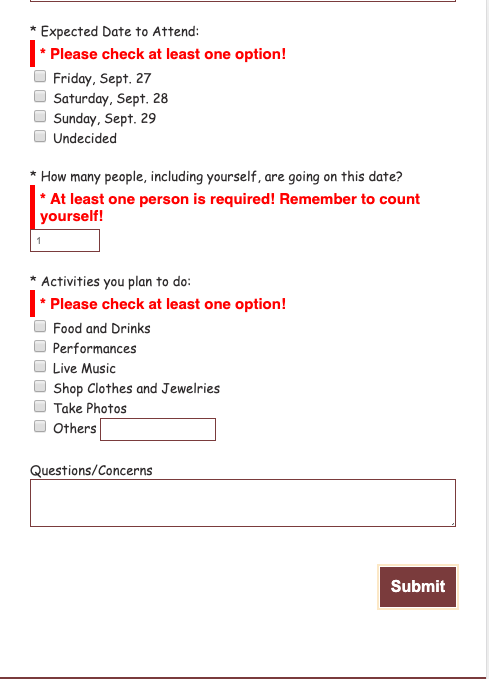 * Expected Date to Attend:
* Please check at least one option!
Friday, Sept. 27
Saturday, Sept. 28
Sunday, Sept. 29
Undecided
* How many people, including yourself, are going on this date?
* At least one person is required! Remember to count
yourself!
1
* Activities you plan to do:
* Please check at least one option!
Food and Drinks
Performances
Live Music
Shop Clothes and Jewelries
Take Photos
Others
Questions/Concerns
Submit